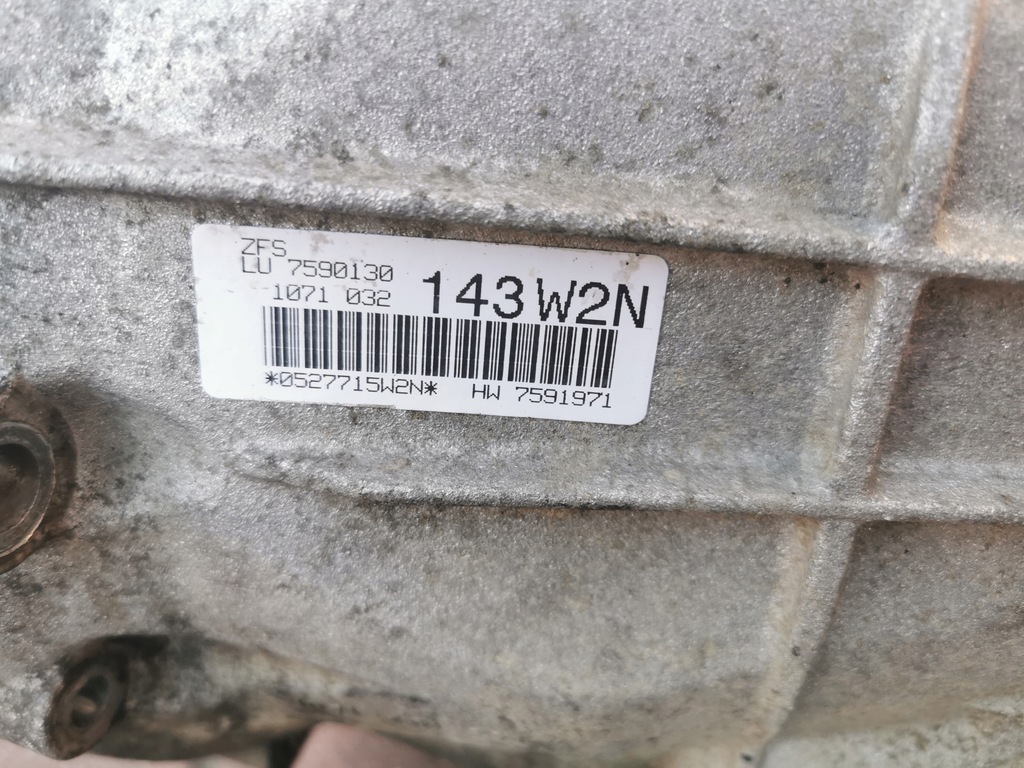 ZFS
LU 7590130
1071 032
143 W2N
*0527715W2N* HW 7591971